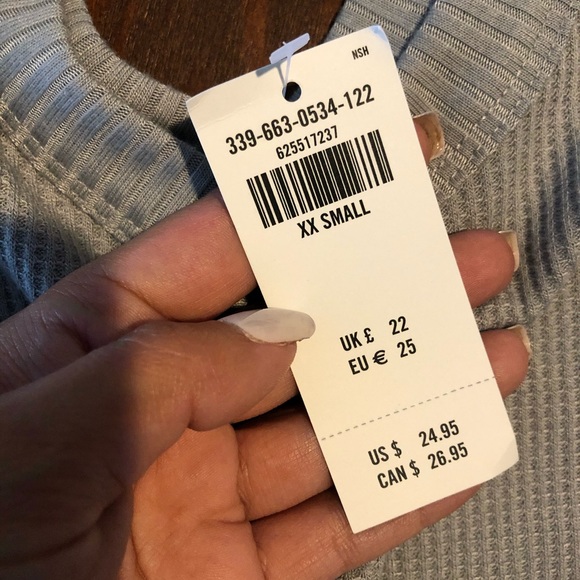 NSH
339-663-0534-122
625517237
XX SMALL
UK £ 22
EU € 25
US $ 24.95
CAN $ 26.95